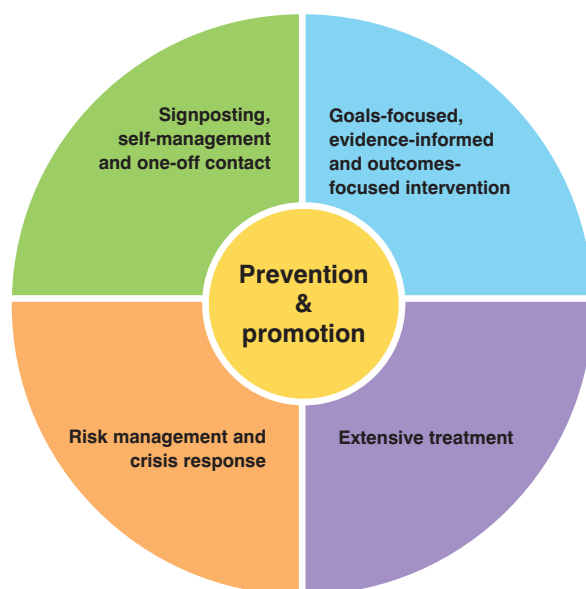 Signposting,
self-management
and one-off contact
Goals-focused,
evidence-informed
and outcomes-
focused intervention
Prevention
&
promotion
Risk management and
crisis response
Extensive treatment